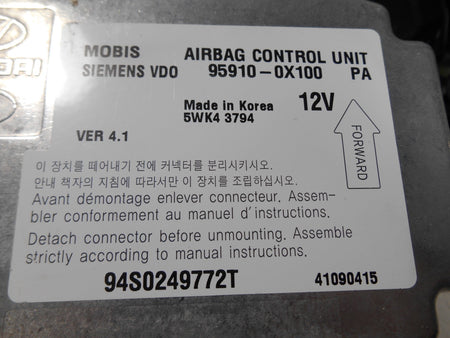 MOBIS AIRBAG CONTROL UNIT
SIEMENS VDO 95910-0X100 PA
Made in Korea 12V
5WK4 3794
FORWARD
VER 4.1
이 장치를 떼어내기 전에 커넥터를 분리시키시오.
안내 책자의 지침에 따라서만 이 장치를 조립하십시오.
Avant démontage enlever connecteur. Assem-
bler conformement au manuel d'instructions.
Detach connector before unmounting. Assemble
strictly according to manual instructions.
94S0249772T 41090415